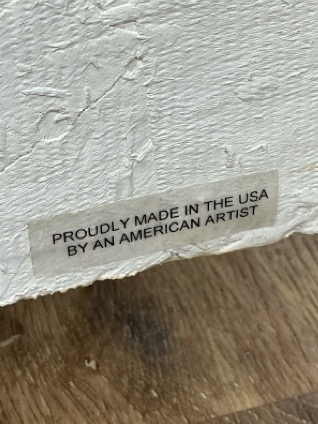 PROUDLY MADE IN THE USA
BY AN AMERICAN ARTIST